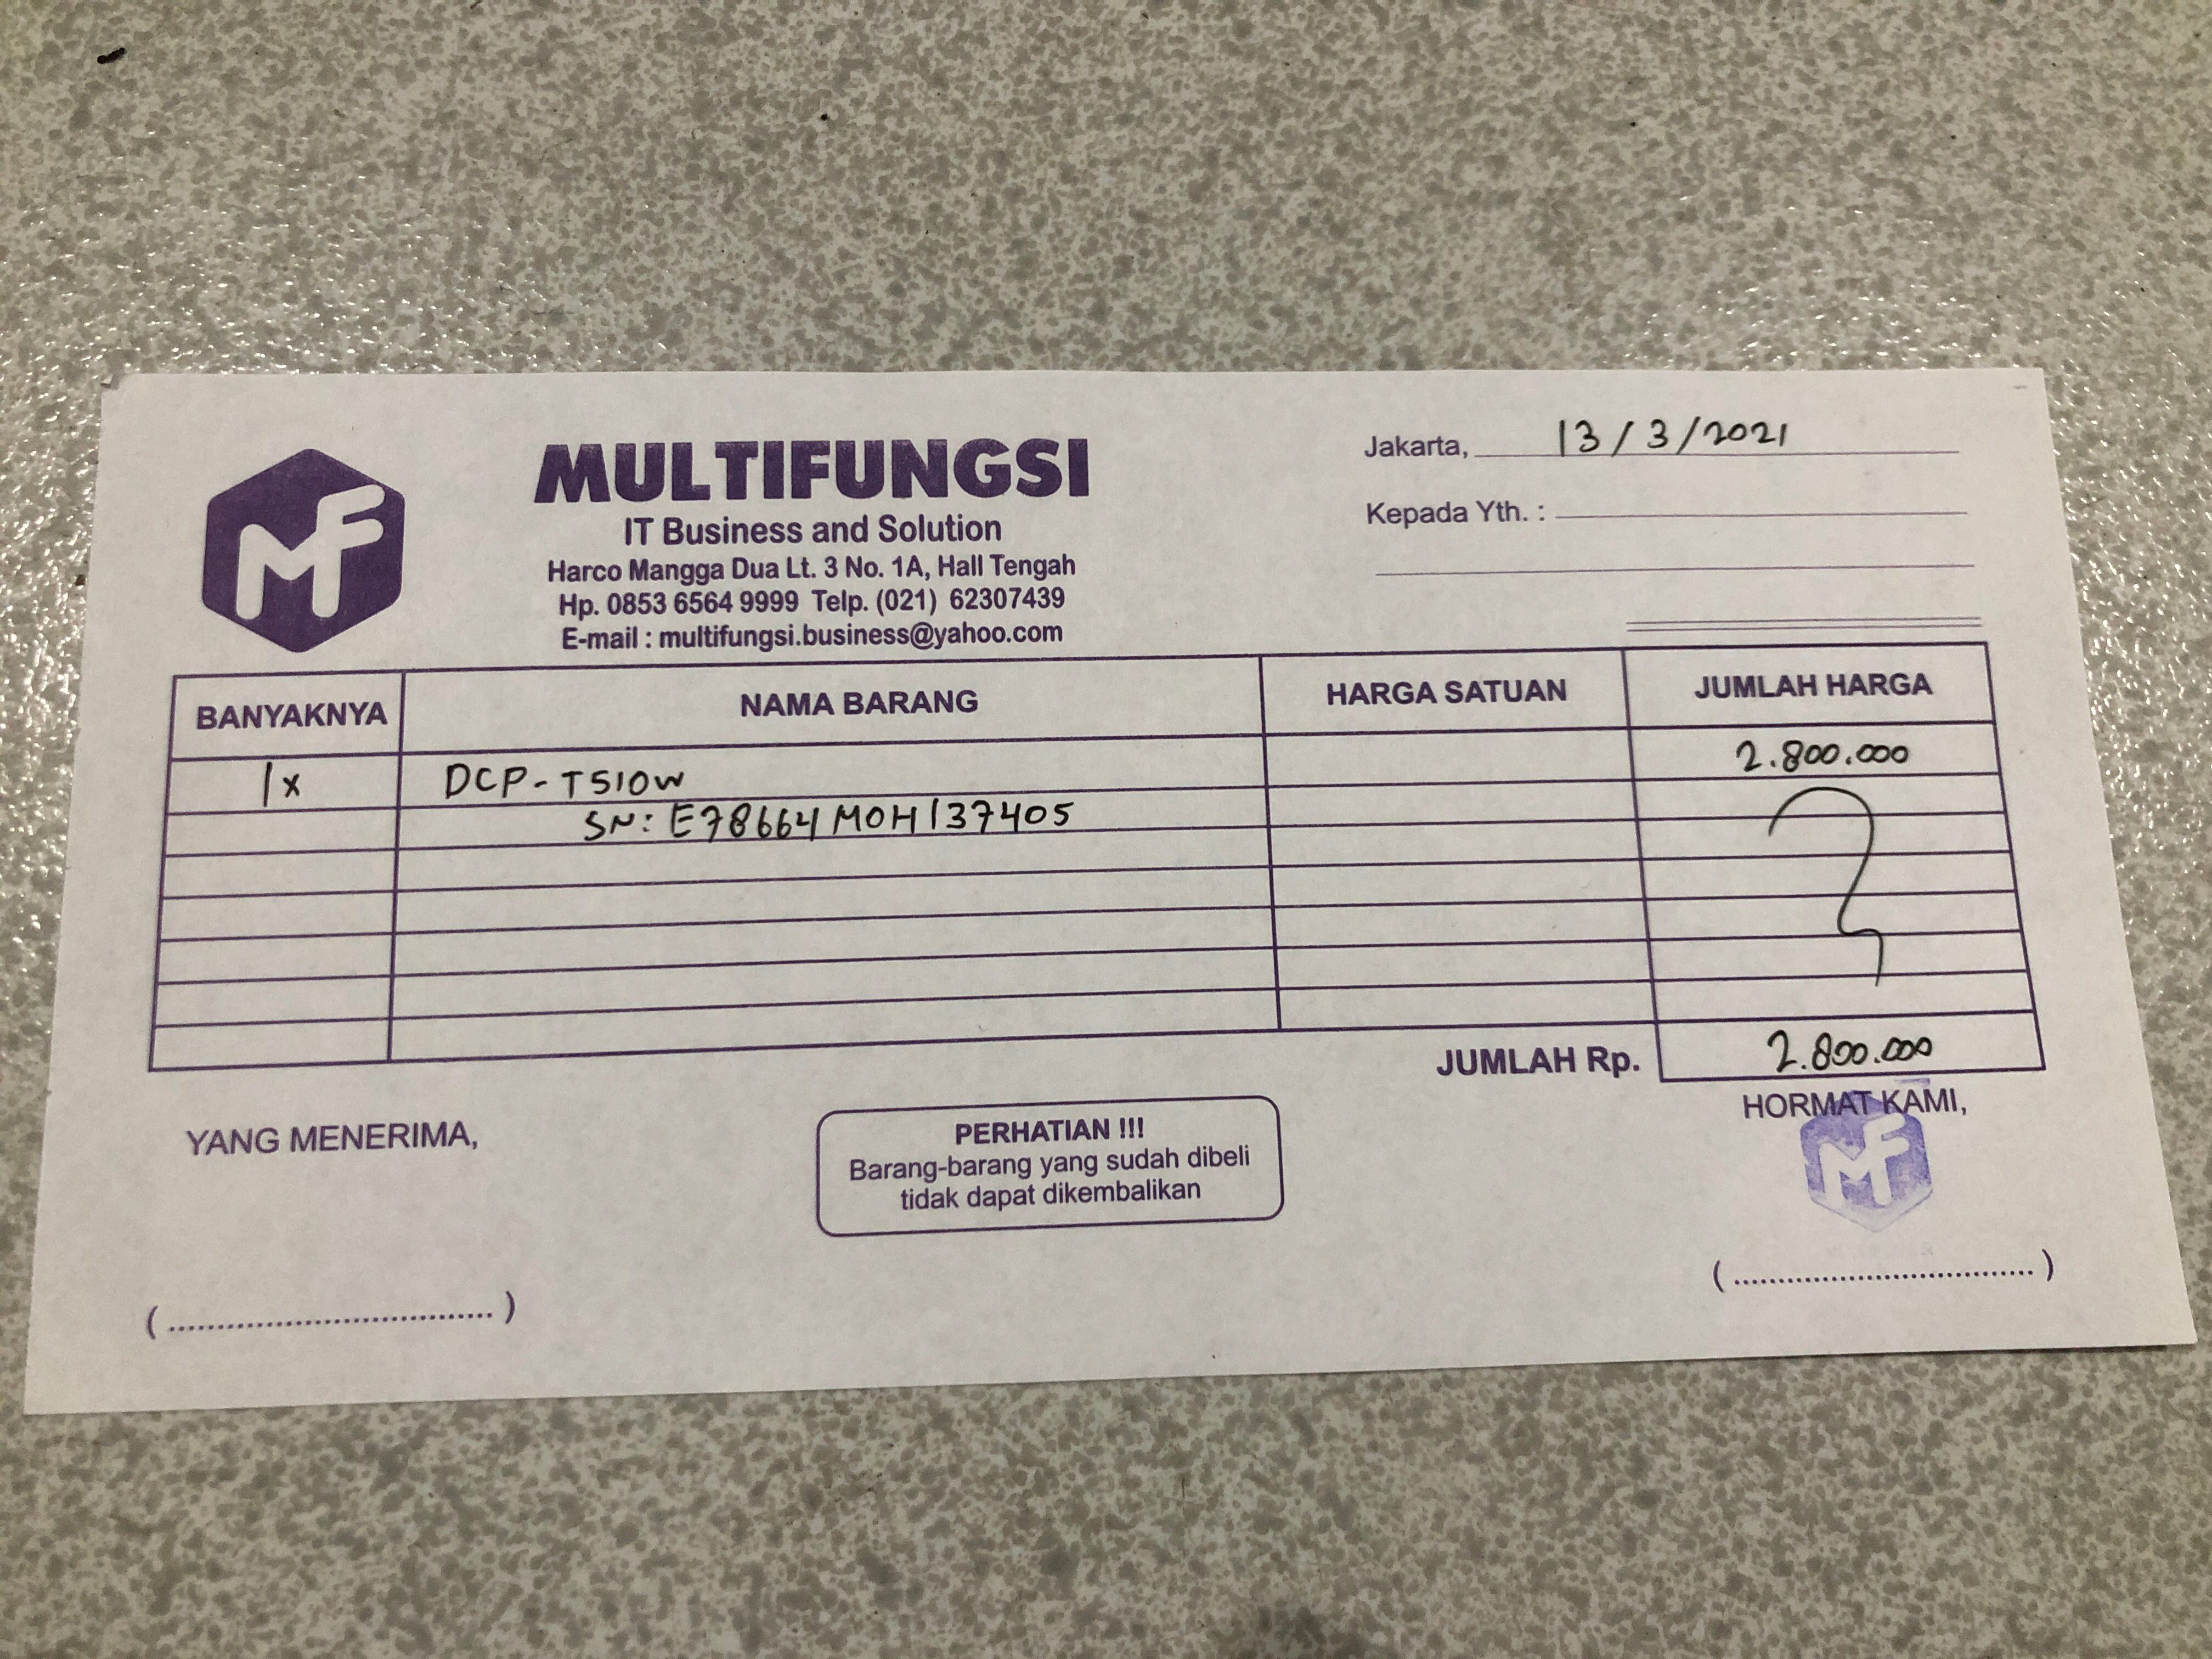 MF
MULTIFUNGSI
IT Business and Solution
Harco Mangga Dua Lt. 3 No. 1A, Hall Tengah
Hp. 0853 6564 9999 Telp. (021) 62307439
E-mail : multifungsi.business@yahoo.com
Jakarta, 13/3/2021
Kepada Yth. :
BANYAKNYA NAMA BARANG HARGA SATUAN JUMLAH HARGA
1x DCP-T510W 2.800.000
SN: E78664M0H137405
JUMLAH Rp. 2.800.000
YANG MENERIMA,
PERHATIAN !!!
Barang-barang yang sudah dibeli
tidak dapat dikembalikan
HORMAT KAMI,
MF
(................................)
(................................)